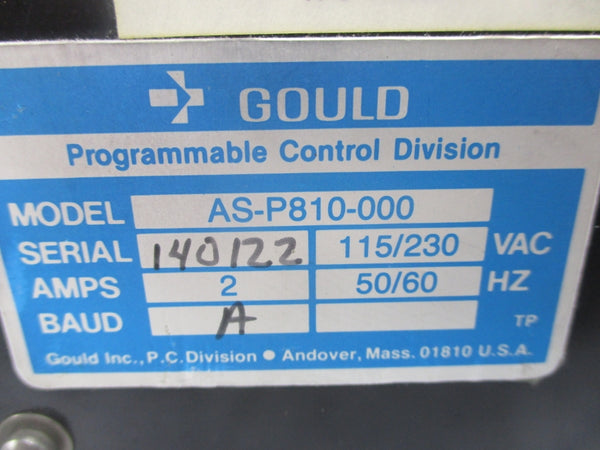 GOULD
Programmable Control Division
MODEL AS-P810-000
SERIAL 140122 115/230 VAC
AMPS 2 50/60 HZ
BAUD A TP
Gould Inc., P.C. Division • Andover, Mass. 01810 U.S.A.